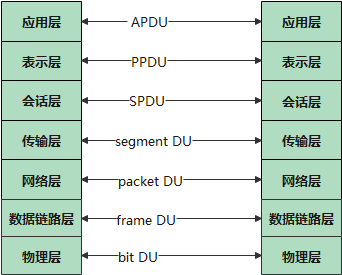 应用层 APDU 应用层
表示层 PPDU 表示层
会话层 SPDU 会话层
传输层 segment DU 传输层
网络层 packet DU 网络层
数据链路层 frame DU 数据链路层
物理层 bit DU 物理层